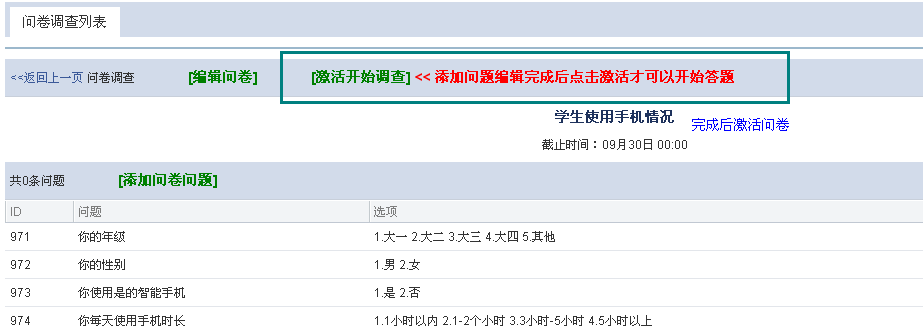 问卷调查列表
<<返回上一页 问卷调查 [编辑问卷] [激活开始调查] << 添加问题编辑完成后点击激活才可以开始答题
学生使用手机情况 完成后激活问卷
截止时间：09月30日 00:00
共0条问题 [添加问卷问题]
ID 问题 选项
971 你的年级 1.大一 2.大二 3.大三 4.大四 5.其他
972 你的性别 1.男 2.女
973 你使用是的智能手机 1.是 2.否
974 你每天使用手机时长 1.1小时以内 2.1-2个小时 3.3小时-5小时 4.5小时以上